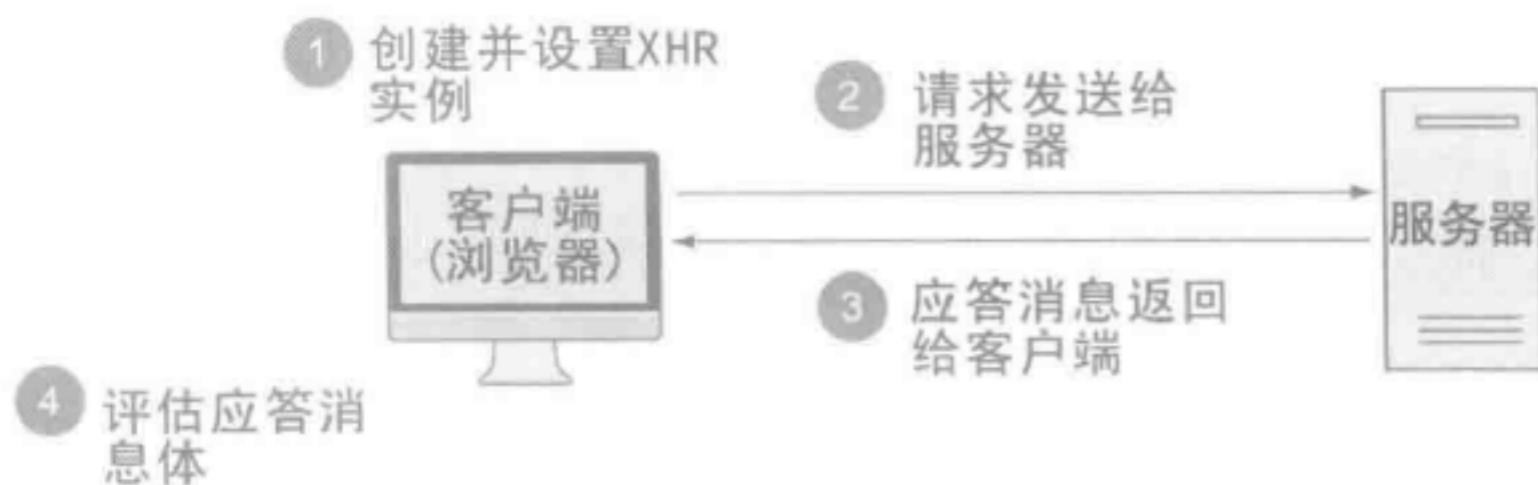 1 创建并设置XHR
实例
2 请求发送给
服务器
客户端
(浏览器)
服务器
3 应答消息返回
给客户端
4 评估应答消
息体